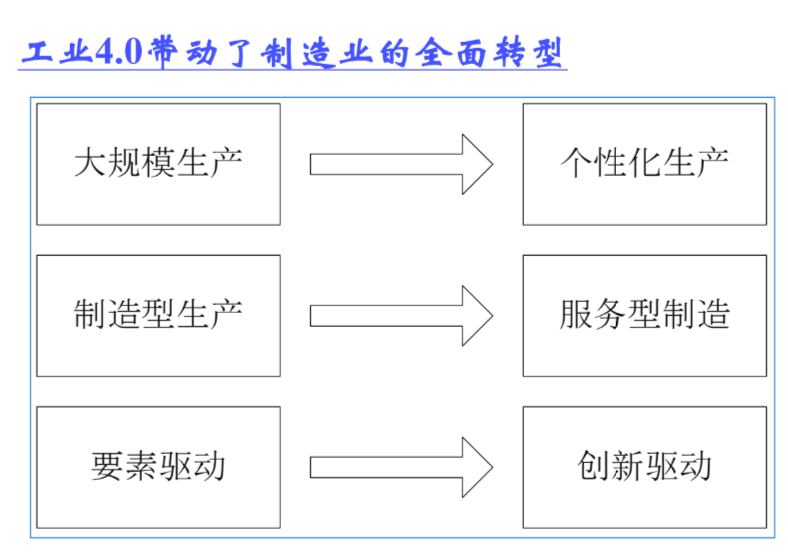 工业4.0带动了制造业的全面转型
大规模生产
个性化生产
制造型生产
服务型制造
要素驱动
创新驱动